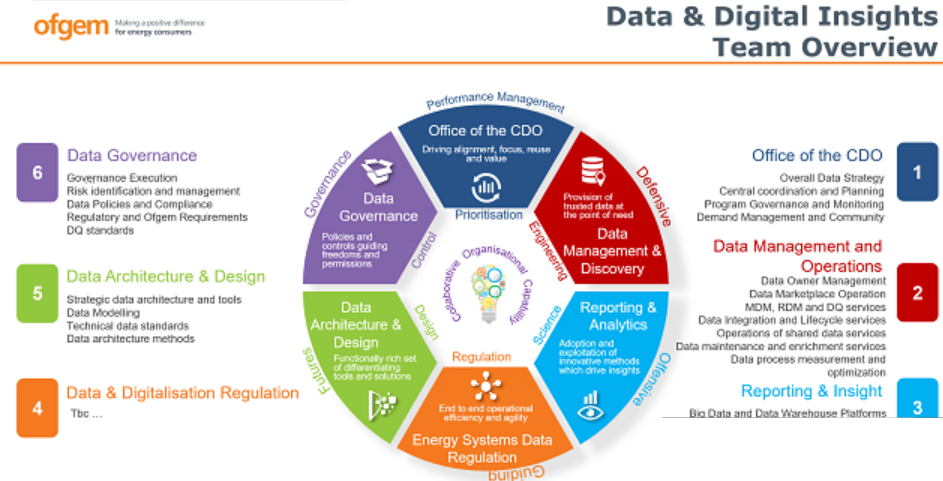 ofgem
Making a positive difference
for energy consumers
Data & Digital Insights
Team Overview
6
Data Governance
Governance Execution
Risk identification and management
Data Policies and Compliance
Regulatory and Ofgem Requirements
DQ standards
5
Data Architecture & Design
Strategic data architecture and tools
Data Modelling
Technical data standards
Data architecture methods
4
Data & Digitalisation Regulation
Tbc ...
Performance Management
Office of the CDO
Driving alignment, focus, reuse
and value
Prioritisation
Defensive
Provision of
trusted data at
the point of need
Data
Management &
Discovery
Engineering
Offensive
Reporting &
Analytics
Adoption and
exploitation of
innovative methods
which drive insights
Science
Regulation
End to end operational
efficiency and agility
Energy Systems Data
Regulation
Guiding
Futures
Data
Architecture &
Design
Functionally rich set
of differentiating
tools and solutions
Design
Governance
Data
Governance
Policies and
controls guiding
freedoms and
permissions
Control
Collaborative Organisational Capability
Office of the CDO
1
Overall Data Strategy
Central coordination and Planning
Program Governance and Monitoring
Demand Management and Community
Data Management and
Operations
2
Data Owner Management
Data Marketplace Operation
MDM, RDM and DQ services
Data Integration and Lifecycle services
Operations of shared data services
Data maintenance and enrichment services
Data process measurement and
optimization
Reporting & Insight
3
Big Data and Data Warehouse Platforms